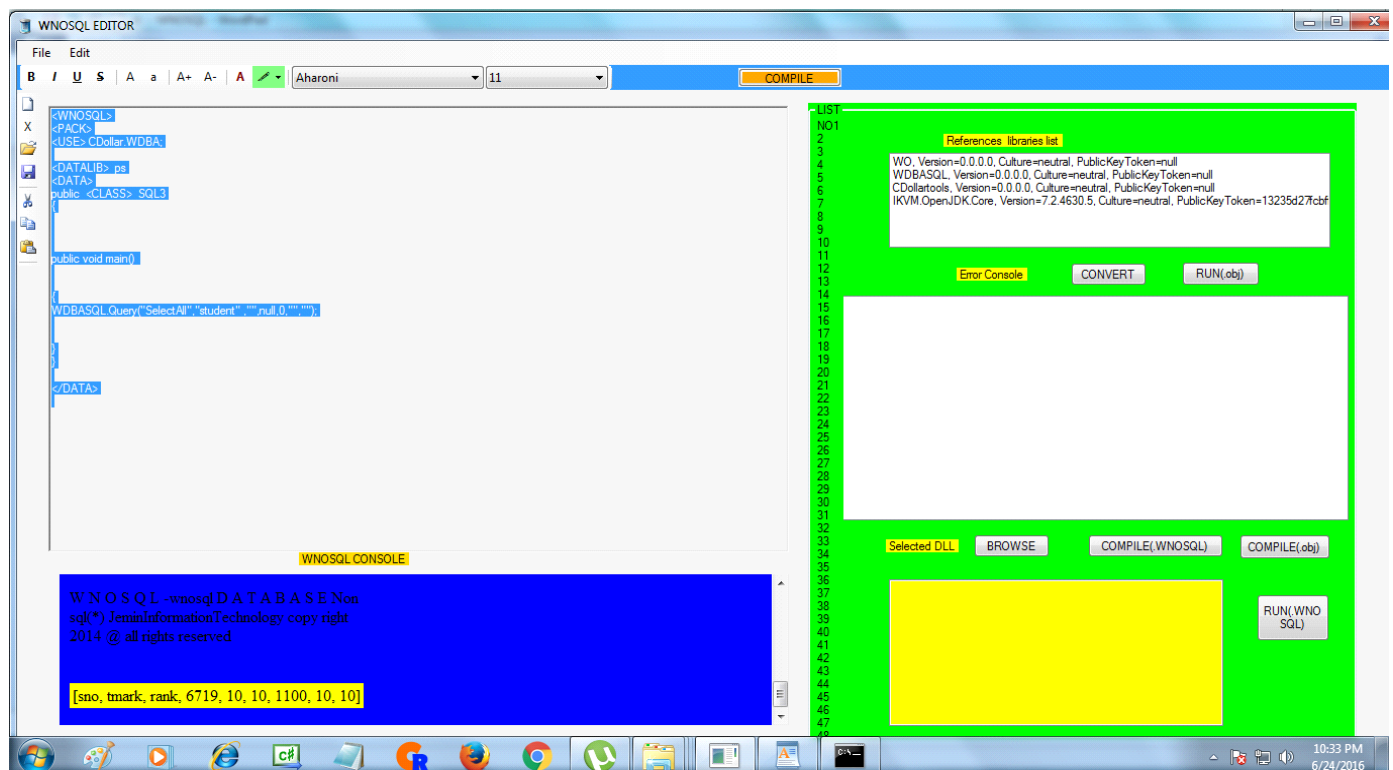 WNOSQL EDITOR
File Edit
B I U S A a A+ A- A Aharoni 11 COMPILE
<WNOSQL>
<PACK>
<USE> CDollar.WDBA;
<DATALIB> ps
<DATA>
public <CLASS> SQL3
{
public void main()
{
WDBASQL.Query("SelectAll","student" ,"",null,0,"","");
}
}
</DATA>
WNOSQL CONSOLE
W N O S Q L -wnosql D A T A B A S E Non
sql(*) JeminInformationTechnology copy right
2014 @ all rights reserved
[sno, tmark, rank, 6719, 10, 10, 1100, 10, 10]
LIST
NO1
2
3
4
5
6
7
8
9
10
11
12
13
14
15
16
17
18
19
20
21
22
23
24
25
26
27
28
29
30
31
32
33
34
35
36
37
38
39
40
41
42
43
44
45
46
47
48
References libraries list
WO, Version=0.0.0.0, Culture=neutral, PublicKeyToken=null
WDBASQL, Version=0.0.0.0, Culture=neutral, PublicKeyToken=null
CDollartools, Version=0.0.0.0, Culture=neutral, PublicKeyToken=null
IKVM.OpenJDK.Core, Version=7.2.4630.5, Culture=neutral, PublicKeyToken=13235d27fcbf
Error Console CONVERT RUN(.obj)
Selected DLL BROWSE COMPILE(.WNOSQL) COMPILE(.obj)
RUN(.WNO
SQL)
10:33 PM
6/24/2016